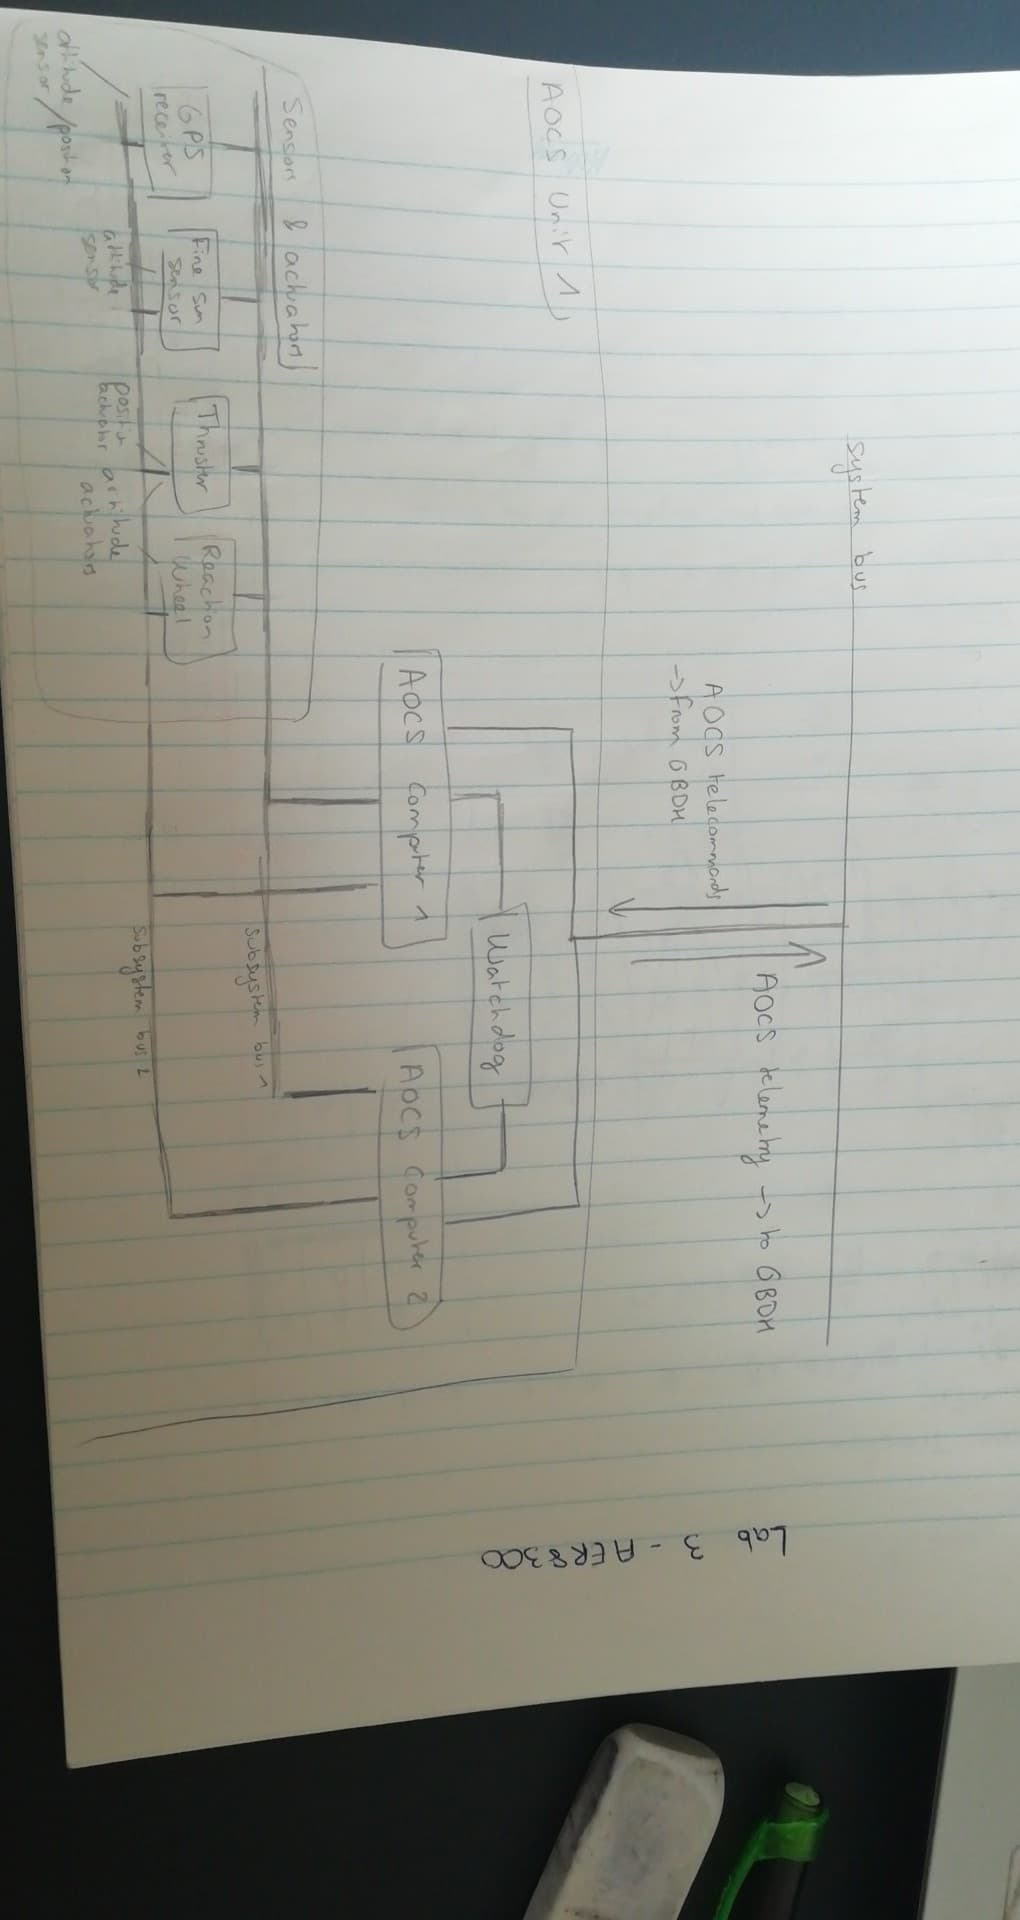 system bus
AOCS telemetry -> to OBDH
AOCS telecommands
-> from OBDH
Lab 3 - AER8300
AOCS Unit 1
Watchdog
AOCS Computer 1
AOCS Computer 2
Sensors & actuators
subsystem bus 1
GPS
receiver
Fine Sun
sensor
Thruster
Reaction
Wheel
subsystem bus 2
attitude
sensor
position
actuator
attitude
actuators
attitude/position
sensor